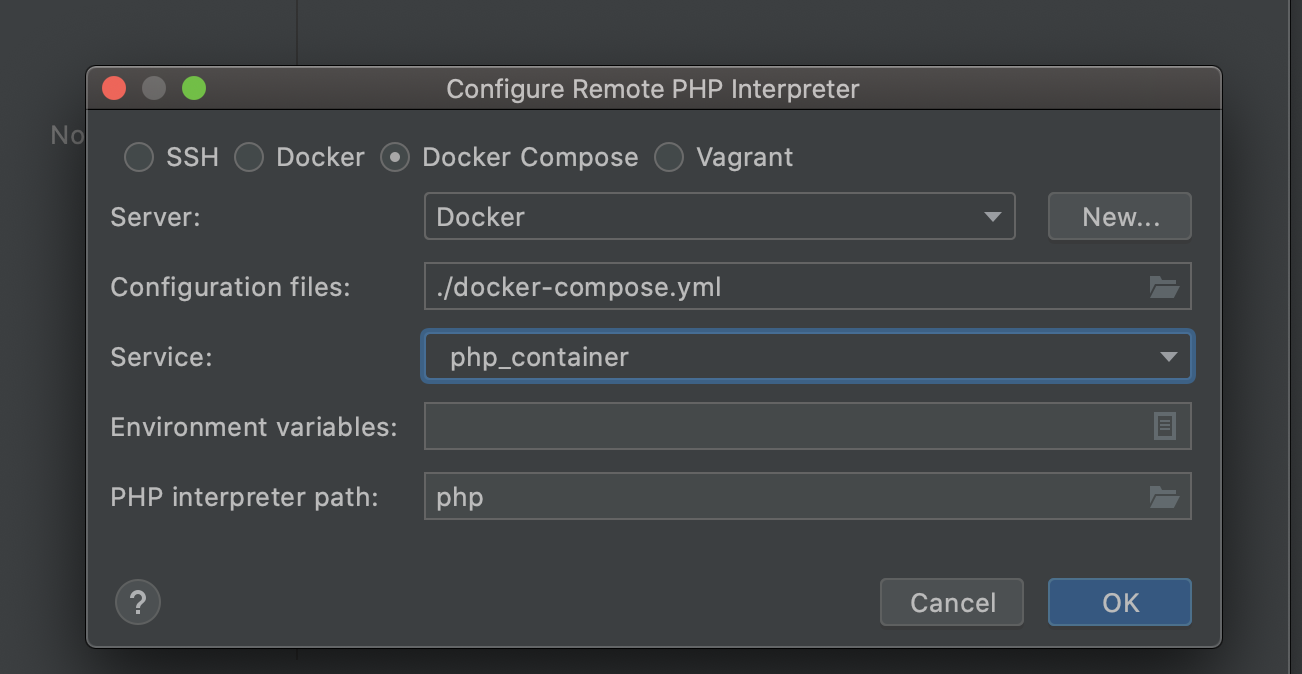 Configure Remote PHP Interpreter
No
SSH Docker Docker Compose Vagrant
Server: Docker New...
Configuration files: ./docker-compose.yml
Service: php_container
Environment variables:
PHP interpreter path: php
? Cancel OK